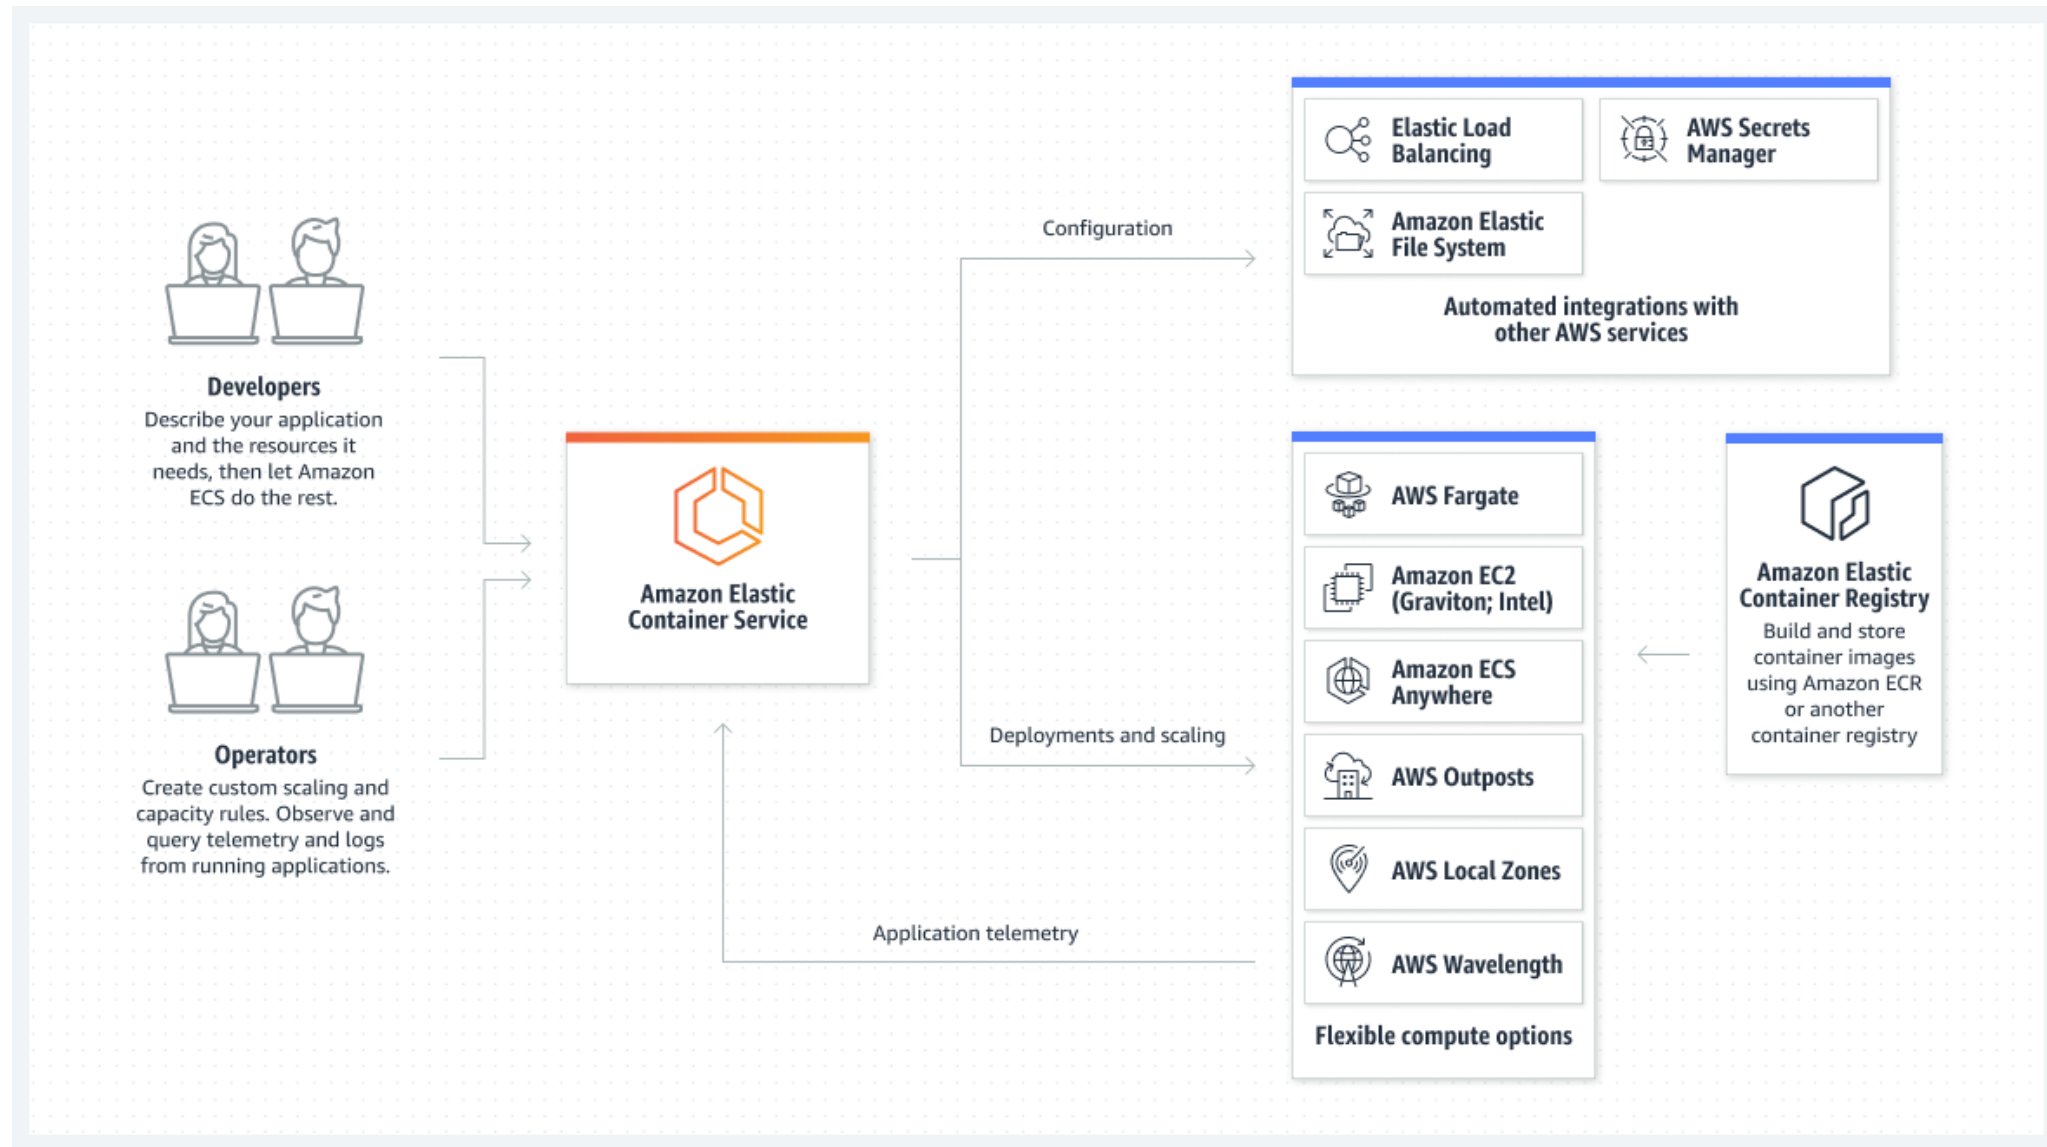 Developers
Describe your application
and the resources it
needs, then let Amazon
ECS do the rest.
Operators
Create custom scaling and
capacity rules. Observe and
query telemetry and logs
from running applications.
Amazon Elastic
Container Service
Configuration
Deployments and scaling
Application telemetry
Elastic Load
Balancing
AWS Secrets
Manager
Amazon Elastic
File System
Automated integrations with
other AWS services
AWS Fargate
Amazon EC2
(Graviton; Intel)
Amazon ECS
Anywhere
AWS Outposts
AWS Local Zones
AWS Wavelength
Flexible compute options
Amazon Elastic
Container Registry
Build and store
container images
using Amazon ECR
or another
container registry